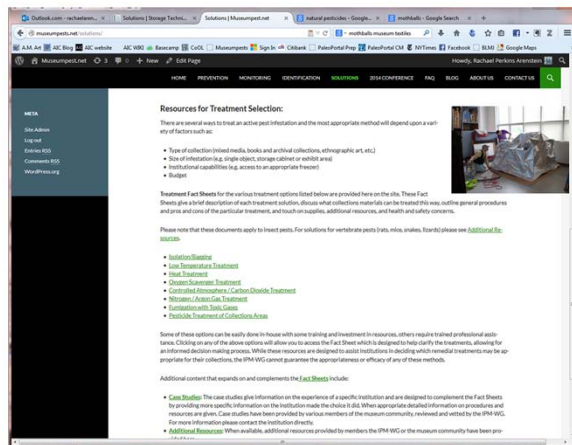 Outlook.com - rachaelarenn...
Solutions | Storage Techni...
Solutions | Museumpest.net
natural pesticides - Google...
mothballs - Google Search
museumpests.net/solutions/
mothballs museum textiles
A.M. Art
AIC Blog
AIC website
AIC WIKI
Basecamp
CoOL
Museumpests
Sign in
Citibank
PaleoPortal Prep
PaleoPortal CM
NYTimes
Facebook
BLMJ
Google Maps
Museumpest.net 3 0 + New Edit Page
Howdy, Rachael Perkins Arenstein
HOME PREVENTION MONITORING IDENTIFICATION SOLUTIONS 2014 CONFERENCE FAQ BLOG ABOUT US CONTACT US
META
Site Admin
Log out
Entries RSS
Comments RSS
WordPress.org
Resources for Treatment Selection:
There are several ways to treat an active pest infestation and the most appropriate method will depend upon a vari-
ety of factors such as:
• Type of collection (mixed media, books and archival collections, ethnographic art, etc.)
• Size of infestation (e.g. single object, storage cabinet or exhibit area)
• Institutional capabilities (e.g. access to an appropriate freezer)
• Budget
Treatment Fact Sheets for the various treatment options listed below are provided here on the site. These Fact
Sheets give a brief description of each treatment solution, discuss what collections materials can be treated this way, outline general procedures
and pros and cons of the particular treatment, and touch on supplies, additional resources, and health and safety concerns.
Please note that these documents apply to insect pests. For solutions for vertebrate pests (rats, mice, snakes, lizards) please see Additional Re-
sources.
• Isolation/Bagging
• Low Temperature Treatment
• Heat Treatment
• Oxygen Scavenger Treatment
• Controlled Atmosphere / Carbon Dioxide Treatment
• Nitrogen / Argon Gas Treatment
• Fumigation with Toxic Gases
• Pesticide Treatment of Collections Areas
Some of these options can be easily done in-house with some training and investment in resources, others require trained professional assis-
tance. Clicking on any of the above options will allow you to access the Fact Sheet which is designed to help clarify the treatments, allowing for
an informed decision making process. While these resources are designed to assist institutions in deciding which remedial treatments may be ap-
propriate for their collections, the IPM-WG cannot guarantee the appropriateness or efficacy of any of these methods.
Additional content that expands on and complements the Fact Sheets include:
• Case Studies: The case studies give information on the experience of a specific institution and are designed to complement the Fact Sheets
by providing more specific information on the institution made the choice it did. When appropriate detailed information on procedures and
resources are given. Case studies have been provided by various members of the museum community, reviewed and vetted by the IPM-WG.
For more information please contact the institution directly.
• Additional Resources: When available, additional resources provided by members the IPM-WG or the museum community have been pro-